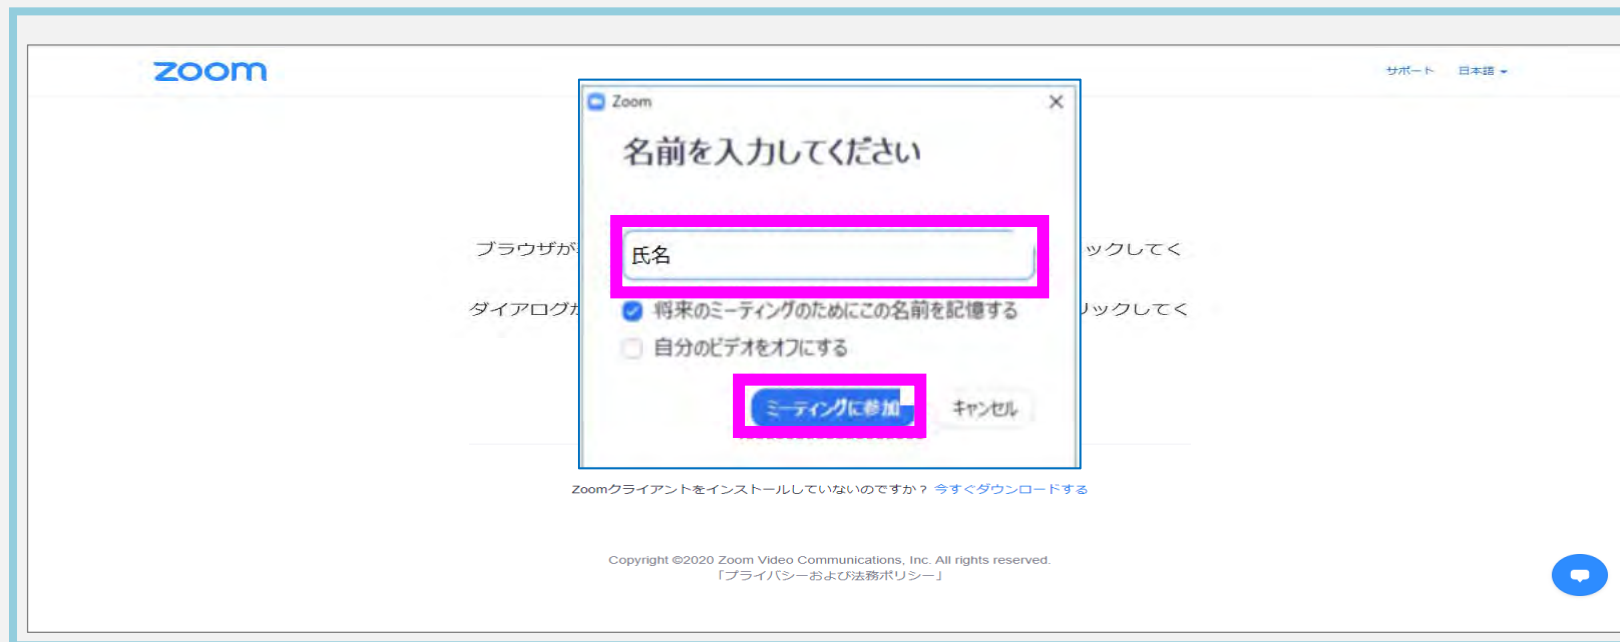 zoom
サポート 日本語
Zoom
名前を入力してください
氏名
ブラウザが
ックしてく
将来のミーティングのためにこの名前を記憶する
ダイアログが
リックしてく
自分のビデオをオフにする
ミーティングに参加 キャンセル
Zoomクライアントをインストールしていないのですか？ 今すぐダウンロードする
Copyright ©2020 Zoom Video Communications, Inc. All rights reserved.
「プライバシーおよび法務ポリシー」